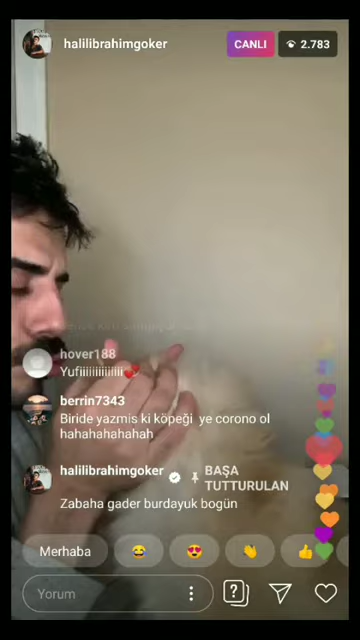 halilibrahimgoker
CANLI
2.783
hover188
Yufiiiiiiiiiiiiiii💕
berrin7343
Biride yazmis ki köpeği ye corono ol
hahahahahahah
halilibrahimgoker
BAŞA
TUTTURULAN
Zabaha gader burdayuk bogün
Merhaba
Yorum